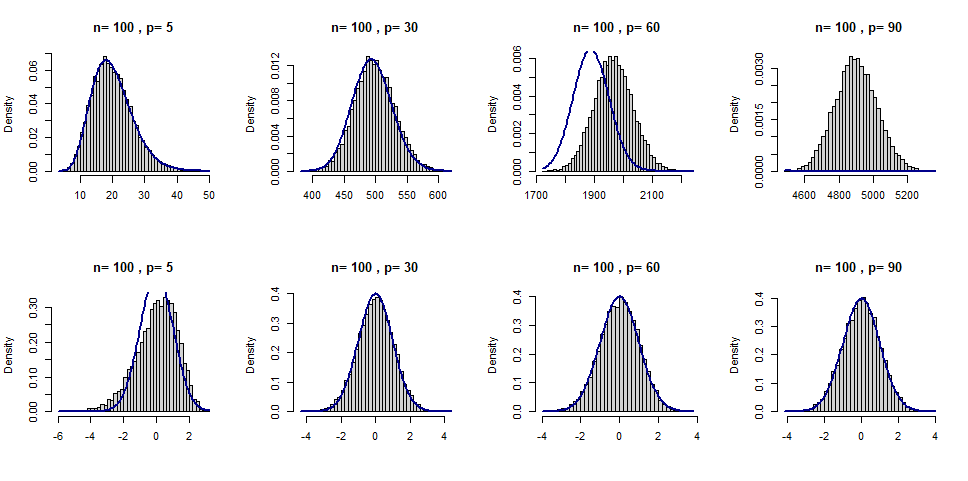 n= 100 , p= 5
Density
0.00 0.02 0.04 0.06
10 20 30 40 50
n= 100 , p= 30
Density
0.000 0.004 0.008 0.012
400 450 500 550 600
n= 100 , p= 60
Density
0.000 0.002 0.004 0.006
1700 1900 2100
n= 100 , p= 90
Density
0.0000 0.0015 0.0030
4600 4800 5000 5200
n= 100 , p= 5
Density
0.00 0.10 0.20 0.30
-6 -4 -2 0 2
n= 100 , p= 30
Density
0.0 0.1 0.2 0.3 0.4
-4 -2 0 2 4
n= 100 , p= 60
Density
0.0 0.1 0.2 0.3 0.4
-4 -2 0 2 4
n= 100 , p= 90
Density
0.0 0.1 0.2 0.3 0.4
-4 -2 0 2 4